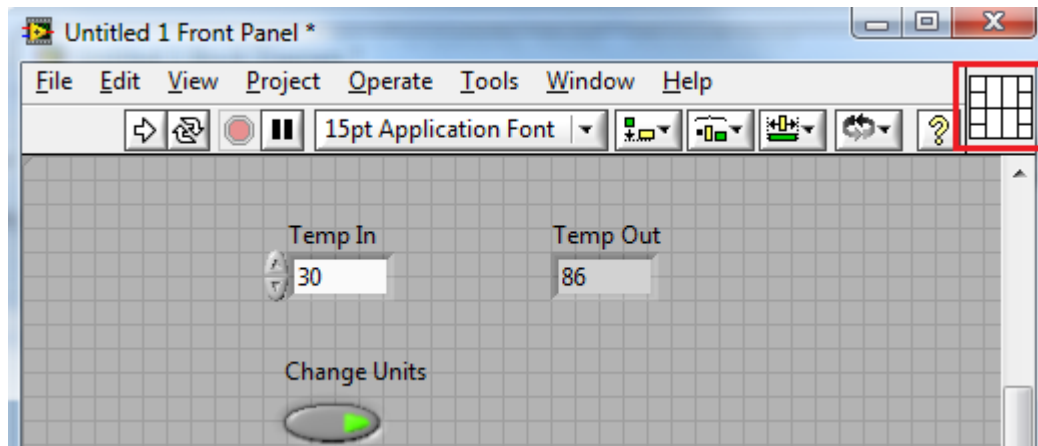 Untitled 1 Front Panel *
File Edit View Project Operate Tools Window Help
15pt Application Font
Temp In Temp Out
30 86
Change Units